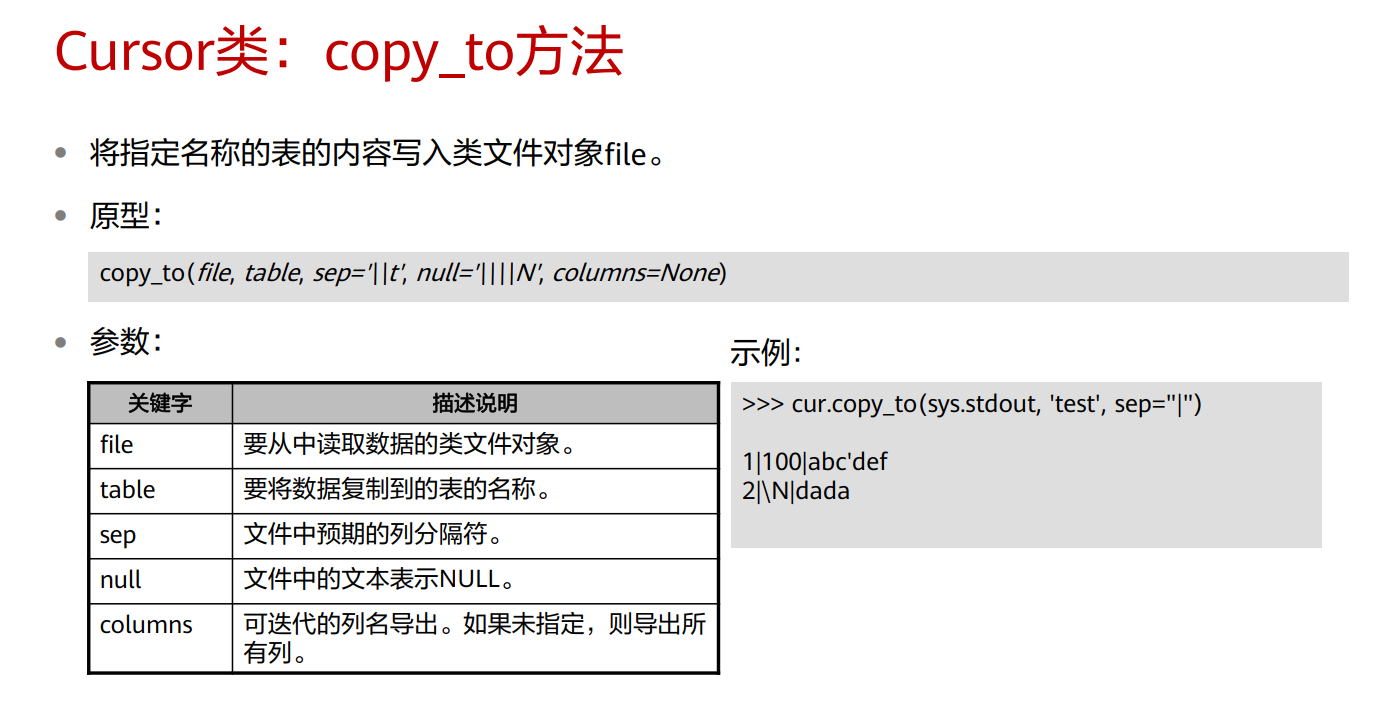 Cursor类：copy_to方法
将指定名称的表的内容写入类文件对象file。
原型：
copy_to(file, table, sep='||t', null='||||N', columns=None)
参数：
关键字 描述说明
file 要从中读取数据的类文件对象。
table 要将数据复制到的表的名称。
sep 文件中预期的列分隔符。
null 文件中的文本表示NULL。
columns 可迭代的列名导出。如果未指定，则导出所
有列。
示例：
>>> cur.copy_to(sys.stdout, 'test', sep="|")
1|100|abc'def
2|\N|dada